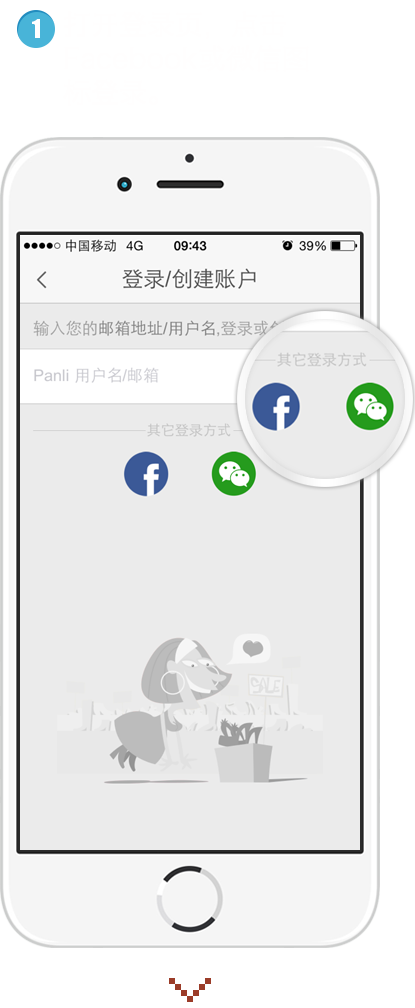 1
中国移动 4G 09:43 39%
登录/创建账户
输入您的邮箱地址/用户名,登录或
其它登录方式
Panli 用户名/邮箱
其它登录方式
SALE